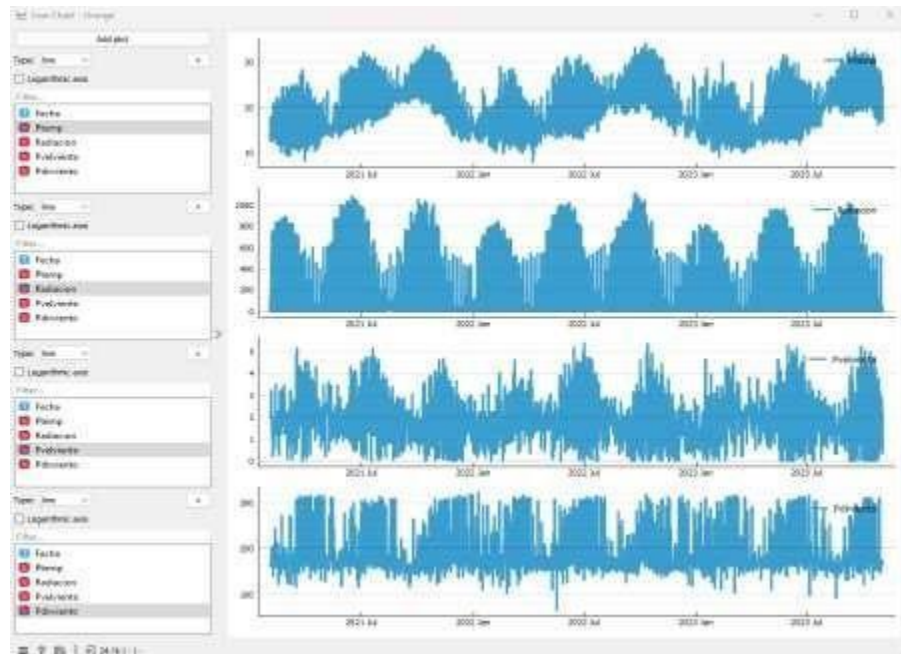 Line Chart - Orange
Add plot
Type: line
Logarithmic axis
Filter...
Fecha
Ptemp
Radiacion
Pvelviento
Pdirviento
Type: line
Logarithmic axis
Filter...
Fecha
Ptemp
Radiacion
Pvelviento
Pdirviento
Type: line
Logarithmic axis
Filter...
Fecha
Ptemp
Radiacion
Pvelviento
Pdirviento
Type: line
Logarithmic axis
Filter...
Fecha
Ptemp
Radiacion
Pvelviento
Pdirviento
30
20
10
2021 Jul 2022 Jan 2022 Jul 2023 Jan 2023 Jul
1000
800
600
400
200
0
Radiacion
2021 Jul 2022 Jan 2022 Jul 2023 Jan 2023 Jul
5
4
3
2
1
0
Pvelviento
2021 Jul 2022 Jan 2022 Jul 2023 Jan 2023 Jul
300
200
100
Pdirviento
2021 Jul 2022 Jan 2022 Jul 2023 Jan 2023 Jul